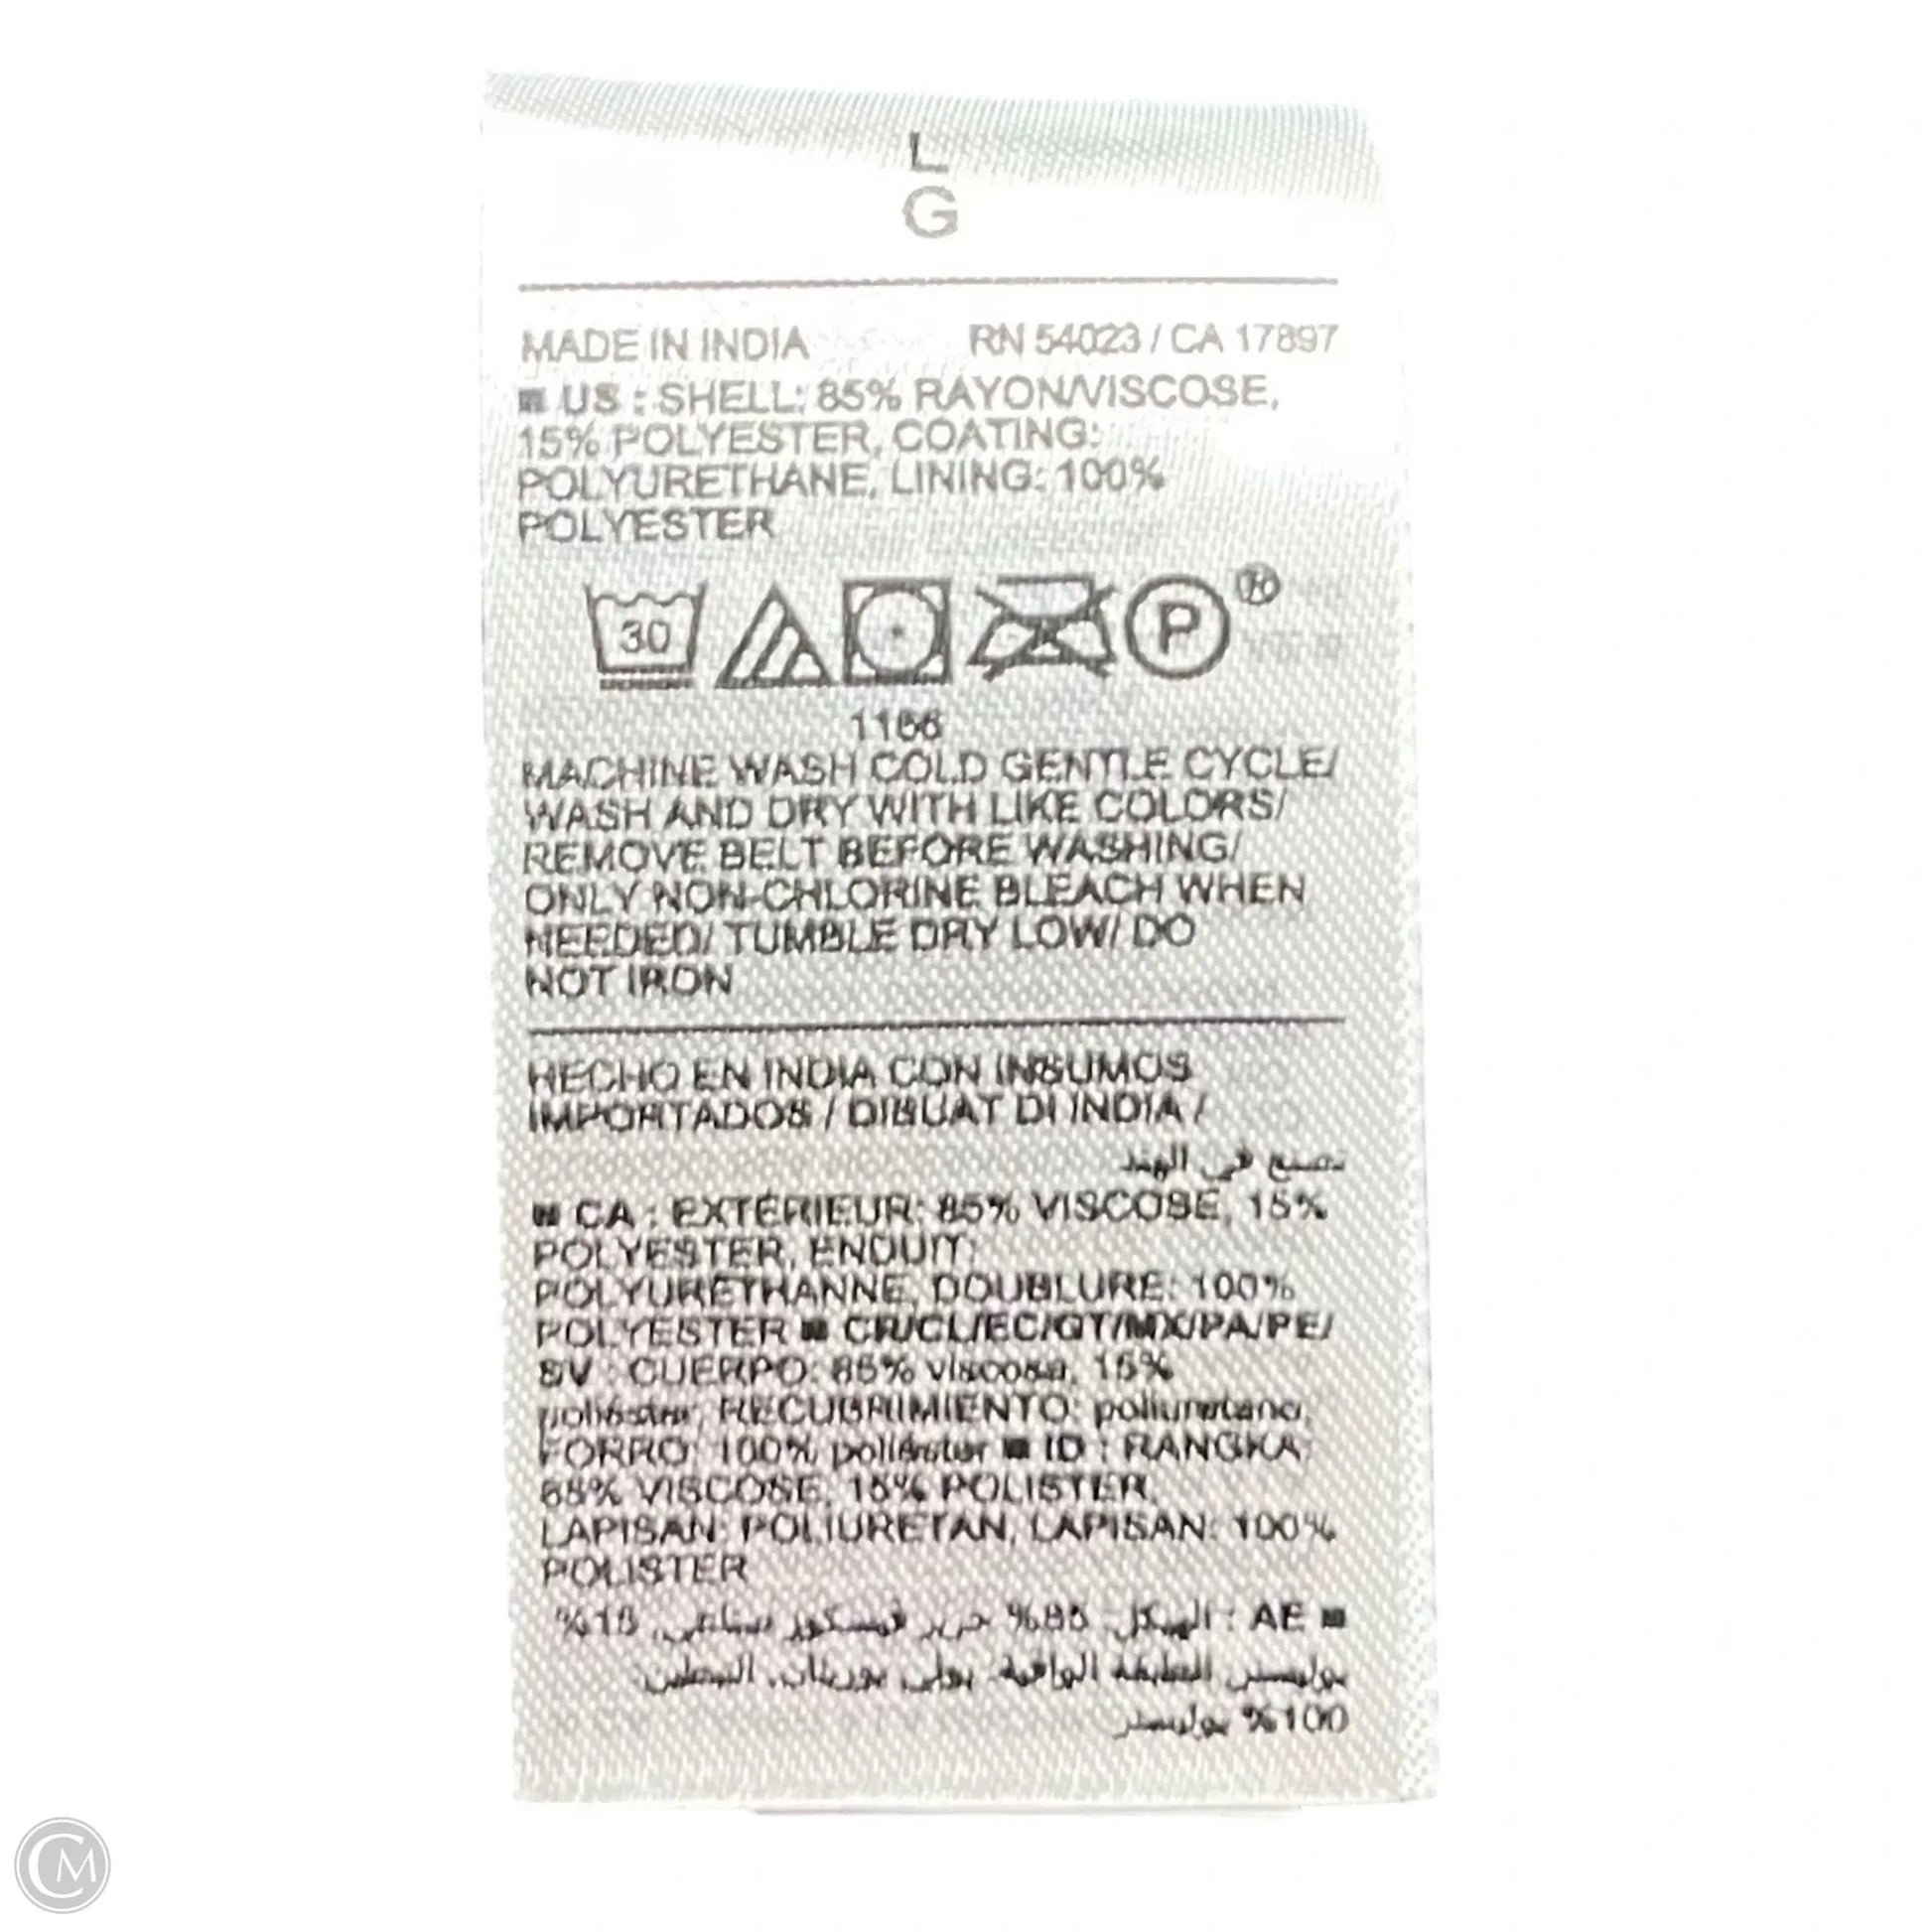 L
G
MADE IN INDIA RN 54023 / CA 17897
■ US : SHELL: 85% RAYON/VISCOSE,
15% POLYESTER, COATING:
POLYURETHANE, LINING: 100%
POLYESTER
30 P ®
1166
MACHINE WASH COLD GENTLE CYCLE/
WASH AND DRY WITH LIKE COLORS/
REMOVE BELT BEFORE WASHING/
ONLY NON-CHLORINE BLEACH WHEN
NEEDED/ TUMBLE DRY LOW/ DO
NOT IRON
HECHO EN INDIA CON INSUMOS
IMPORTADOS / DIBUAT DI INDIA /
في الهند
■ CA : EXTÉRIEUR: 85% VISCOSE, 15%
POLYESTER, ENDUIT:
POLYURÉTHANNE, DOUBLURE: 100%
POLYESTER ■ CR/CL/EC/GT/MX/PA/PE/
SV : CUERPO: 85% viscosa, 15%
poliéster, RECUBRIMIENTO: poliuretano,
FORRO: 100% poliéster ■ ID : RANGKA:
85% VISCOSE, 15% POLISTER,
LAPISAN: POLIURETAN, LAPISAN: 100%
POLISTER
■ AE : الهيكل: 85% حرير فسكوز صناعي, 15%
بوليستر, الطبقة الواقية: بولي يوريثان, التبطين:
100% بوليستر
CM